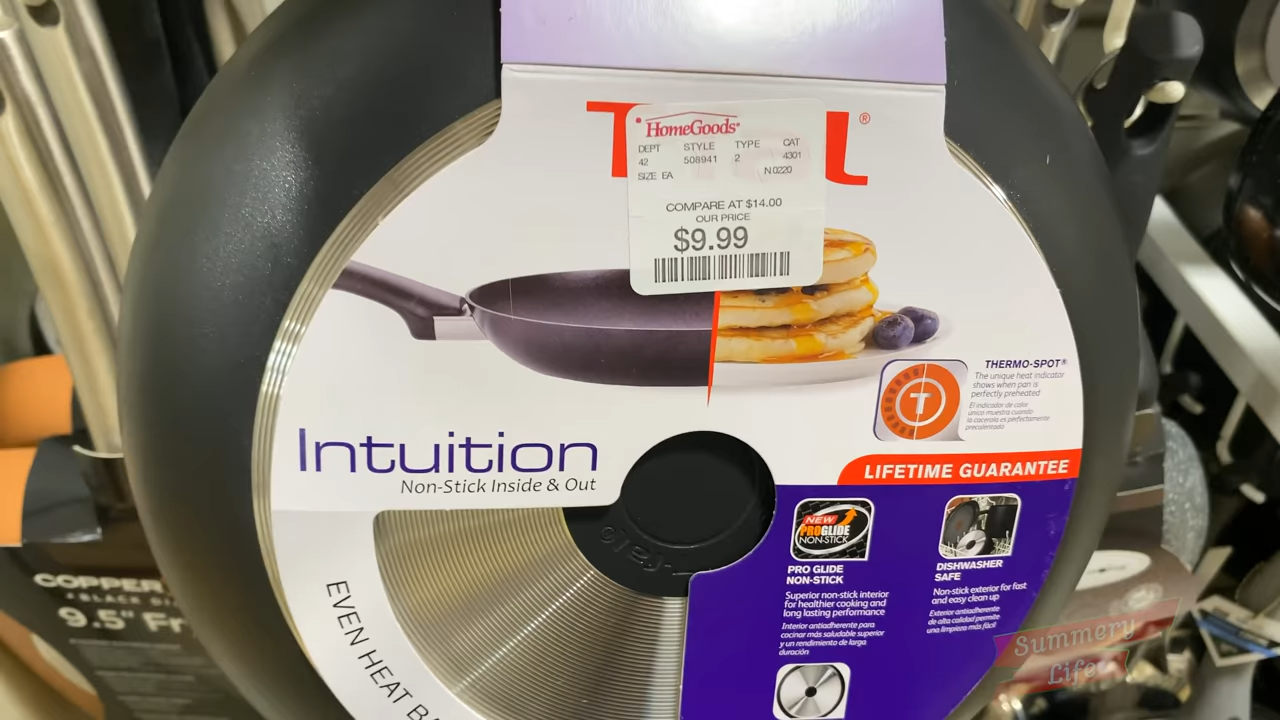 T L®
HomeGoods®
DEPT STYLE TYPE CAT
42 508941 2 4301
SIZE EA N.0220
COMPARE AT $14.00
OUR PRICE
$9.99
THERMO-SPOT®
The unique heat indicator
shows when pan is
perfectly preheated
El indicador de calor
único muestra cuando
la cacerola es perfectamente
precalentado
T
Intuition
Non-Stick Inside & Out
LIFETIME GUARANTEE
NEW
PROGLIDE
NON-STICK
PRO GLIDE
NON-STICK
Superior non-stick interior
for healthier cooking and
long lasting performance
Interior antiadherente para
cocinar más saludable superior
y un rendimiento de larga
duración
DISHWASHER
SAFE
Non-stick exterior for fast
and easy clean up
Exterior antiadherente
de alta calidad permite
una limpieza más fácil
EVEN HEAT BA
T-fal
COPPER
9.5" Fr
Summery
Life